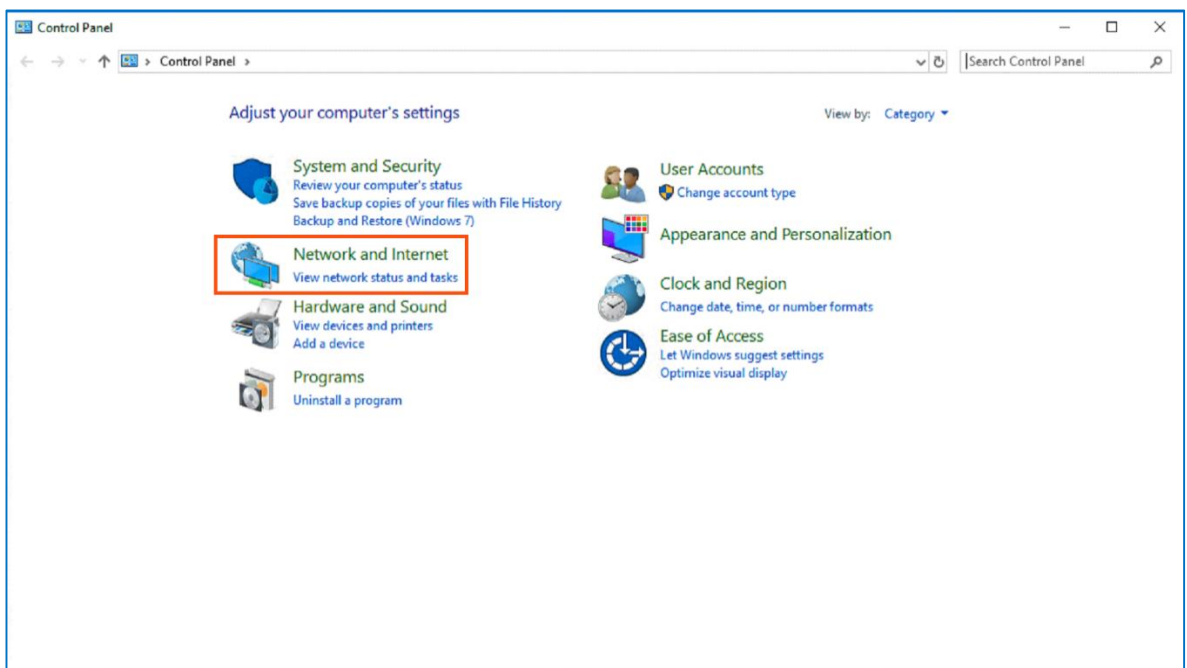 Control Panel
Control Panel
Search Control Panel
Adjust your computer's settings
View by: Category
System and Security
Review your computer's status
Save backup copies of your files with File History
Backup and Restore (Windows 7)
Network and Internet
View network status and tasks
Hardware and Sound
View devices and printers
Add a device
Programs
Uninstall a program
User Accounts
Change account type
Appearance and Personalization
Clock and Region
Change date, time, or number formats
Ease of Access
Let Windows suggest settings
Optimize visual display